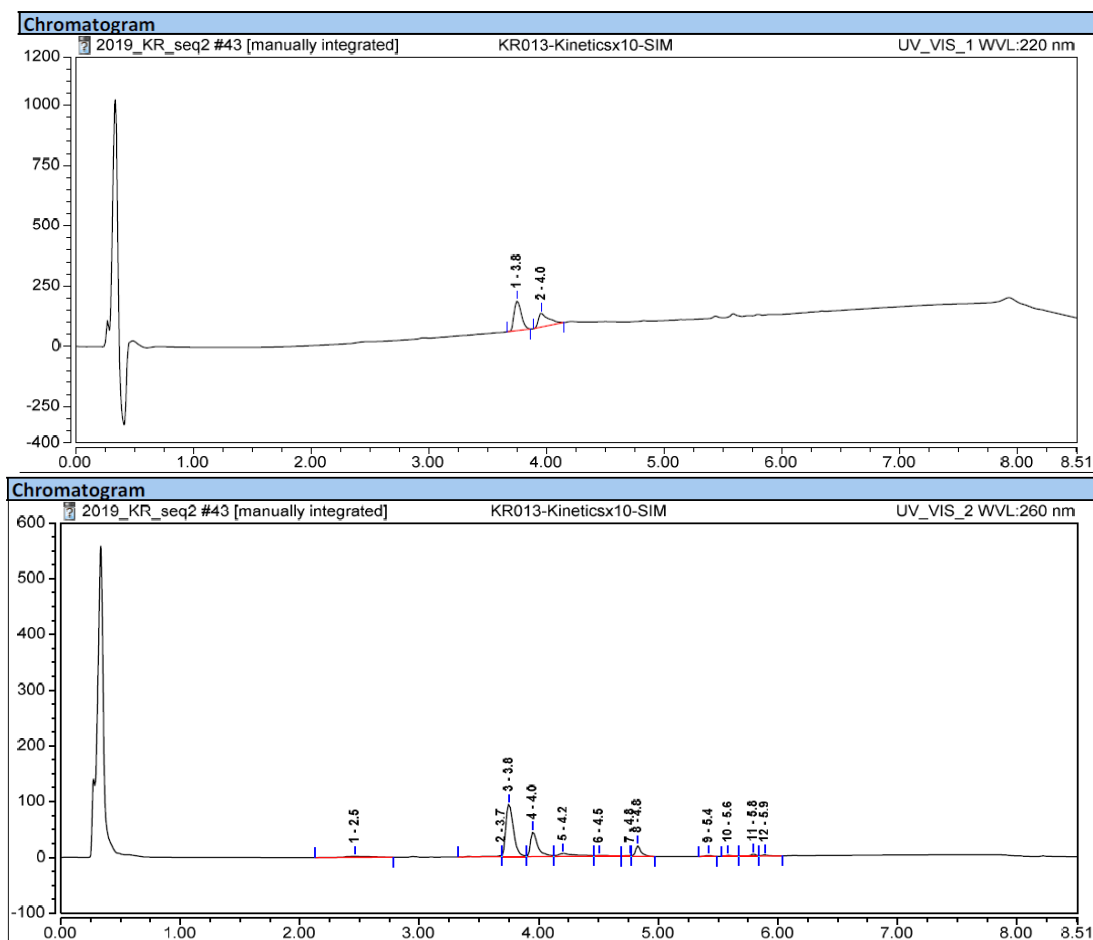 Chromatogram
2019_KR_seq2 #43 [manually integrated] KR013-Kineticsx10-SIM UV_VIS_1 WVL:220 nm
1200
1000
750
500
250
0
-250
-400
1 - 3.8
2 - 4.0
0.00 1.00 2.00 3.00 4.00 5.00 6.00 7.00 8.00 8.51
Chromatogram
2019_KR_seq2 #43 [manually integrated] KR013-Kineticsx10-SIM UV_VIS_2 WVL:260 nm
600
500
400
300
200
100
0
-100
1 - 2.5
2 - 3.7
3 - 3.8
4 - 4.0
5 - 4.2
6 - 4.5
7 - 4.8
8 - 4.8
9 - 5.4
10 - 5.6
11 - 5.8
12 - 5.9
0.00 1.00 2.00 3.00 4.00 5.00 6.00 7.00 8.51